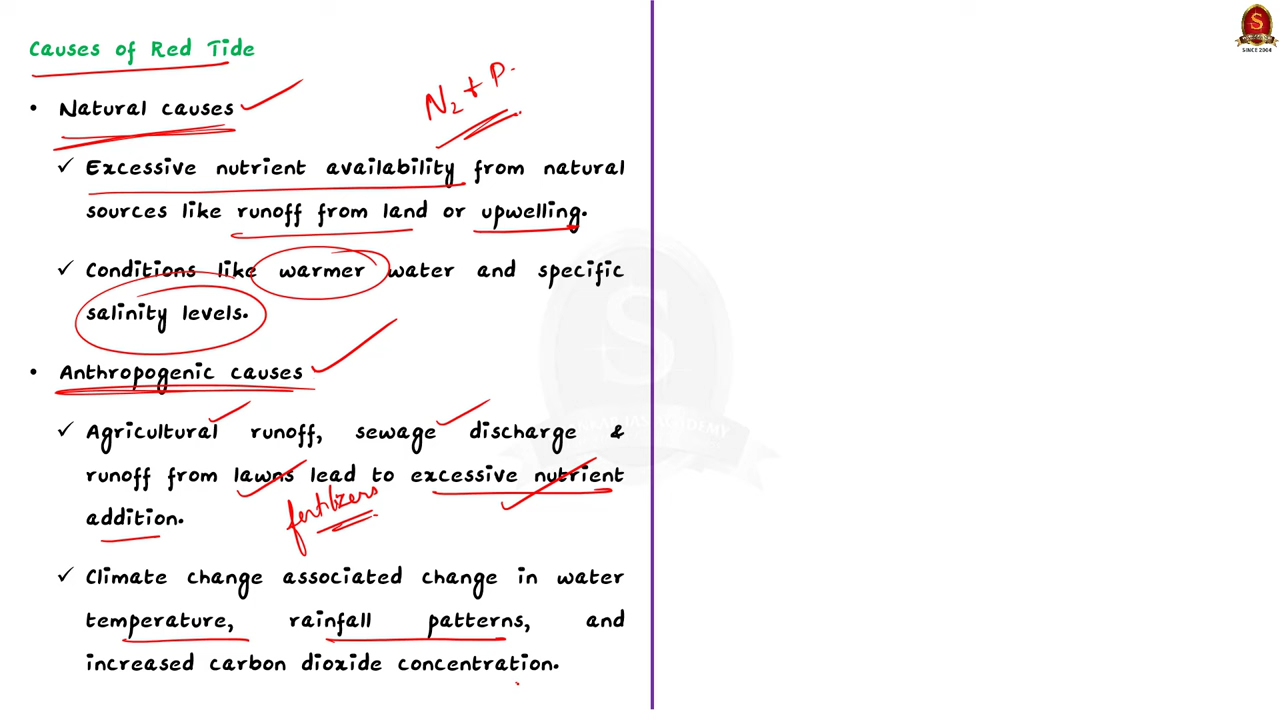 Causes of Red Tide
N2 + P.
• Natural causes
✓ Excessive nutrient availability from natural
sources like runoff from land or upwelling.
✓ Conditions like warmer water and specific
salinity levels.
• Anthropogenic causes
✓ Agricultural runoff, sewage discharge &
runoff from lawns lead to excessive nutrient
fertilizers
addition.
✓ Climate change associated change in water
temperature, rainfall patterns, and
increased carbon dioxide concentration.
S
SINCE 2004
S